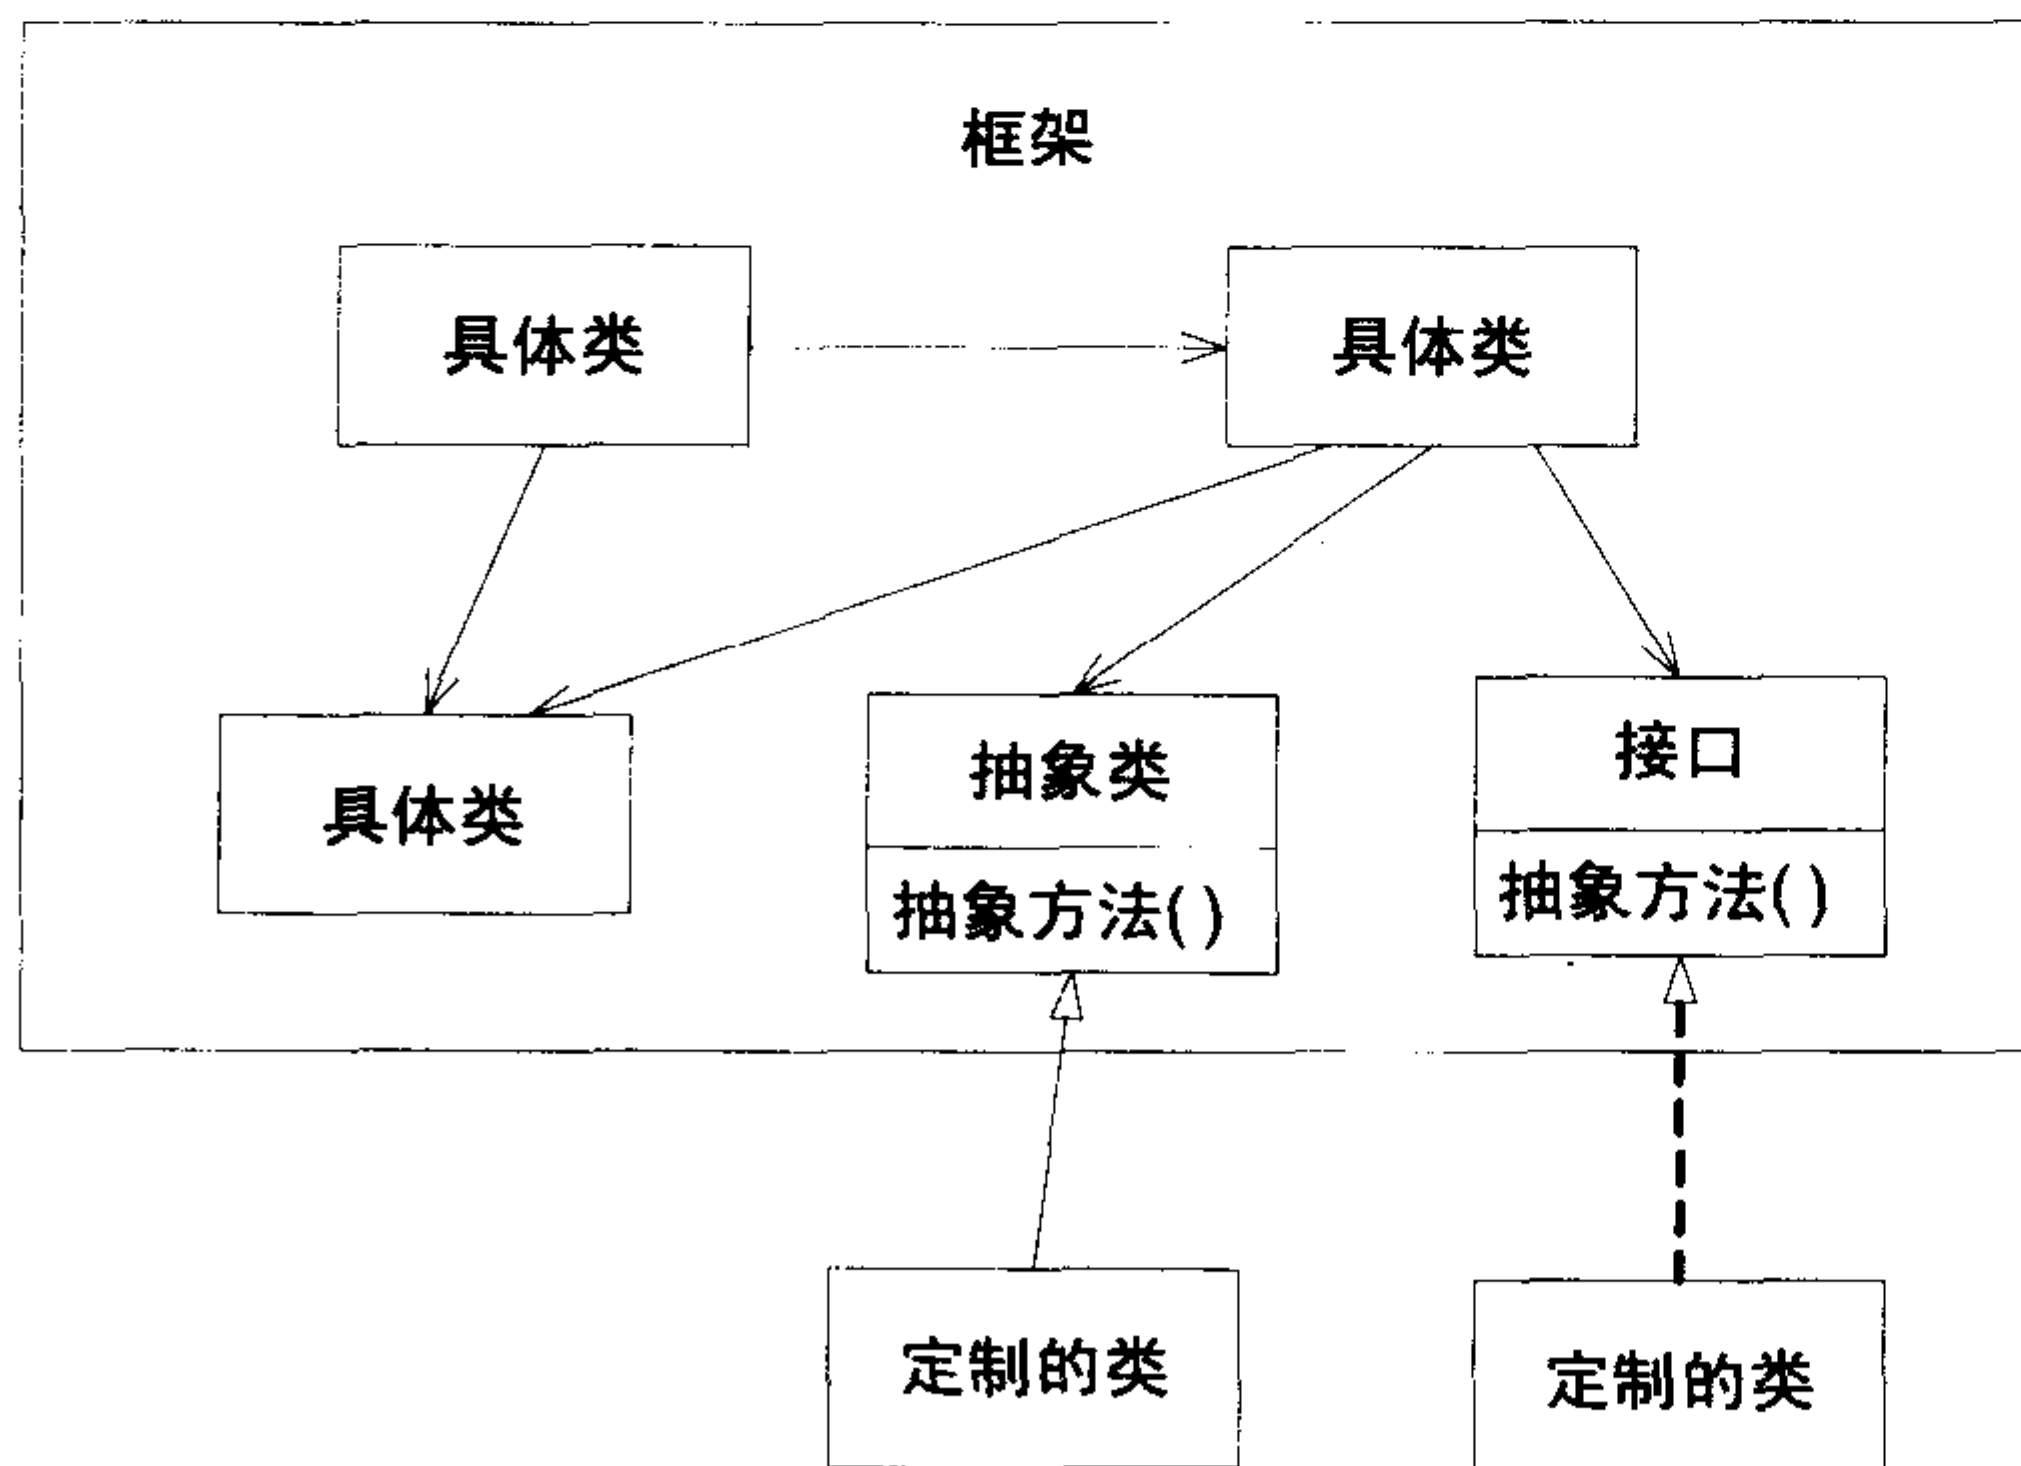 框架
具体类
具体类
具体类
抽象类
抽象方法()
接口
抽象方法()
定制的类
定制的类